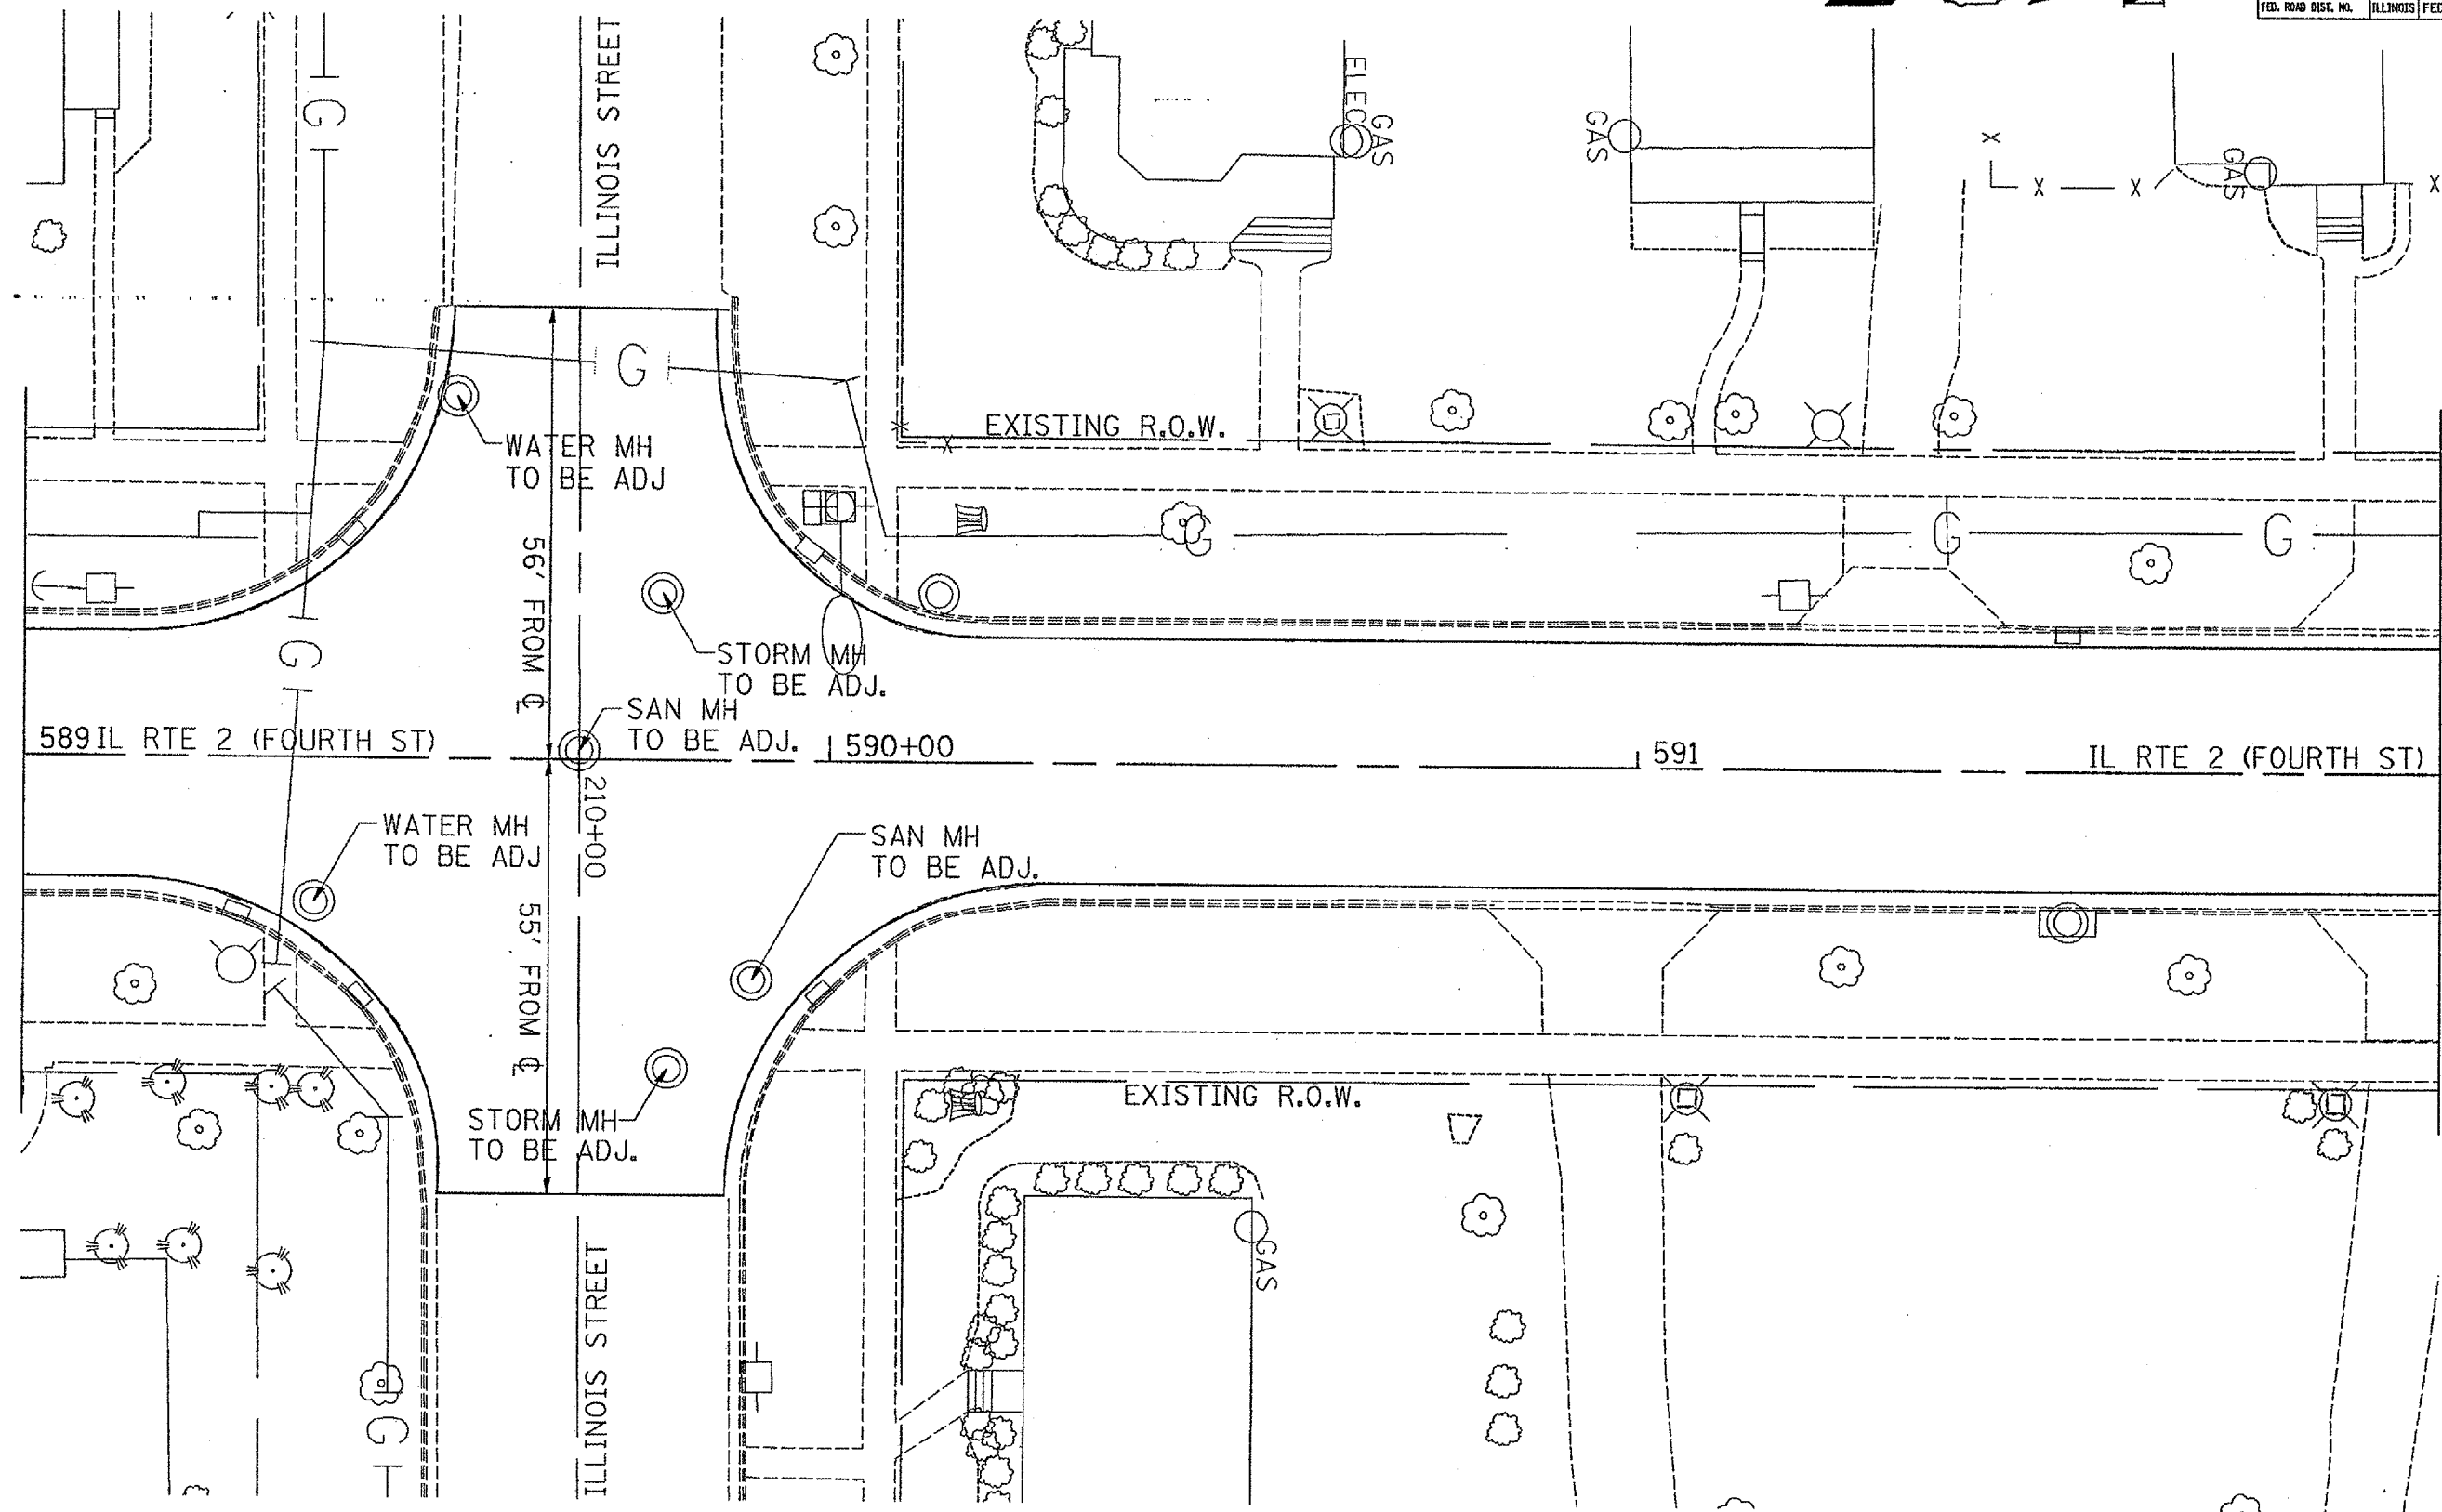 FED. ROAD DIST. NO. ILLINOIS FED
ILLINOIS STREET
G
ELEC
GAS
GAS
GAS
X
X
X
X
G
EXISTING R.O.W.
X
X
WATER MH
TO BE ADJ
56' FROM ℄
G
G
G
G
STORM MH
TO BE ADJ.
SAN MH
TO BE ADJ.
589 IL RTE 2 (FOURTH ST)
590+00
591
IL RTE 2 (FOURTH ST)
210+00
WATER MH
TO BE ADJ
SAN MH
TO BE ADJ.
55' FROM ℄
STORM MH
TO BE ADJ.
EXISTING R.O.W.
GAS
ILLINOIS STREET
G